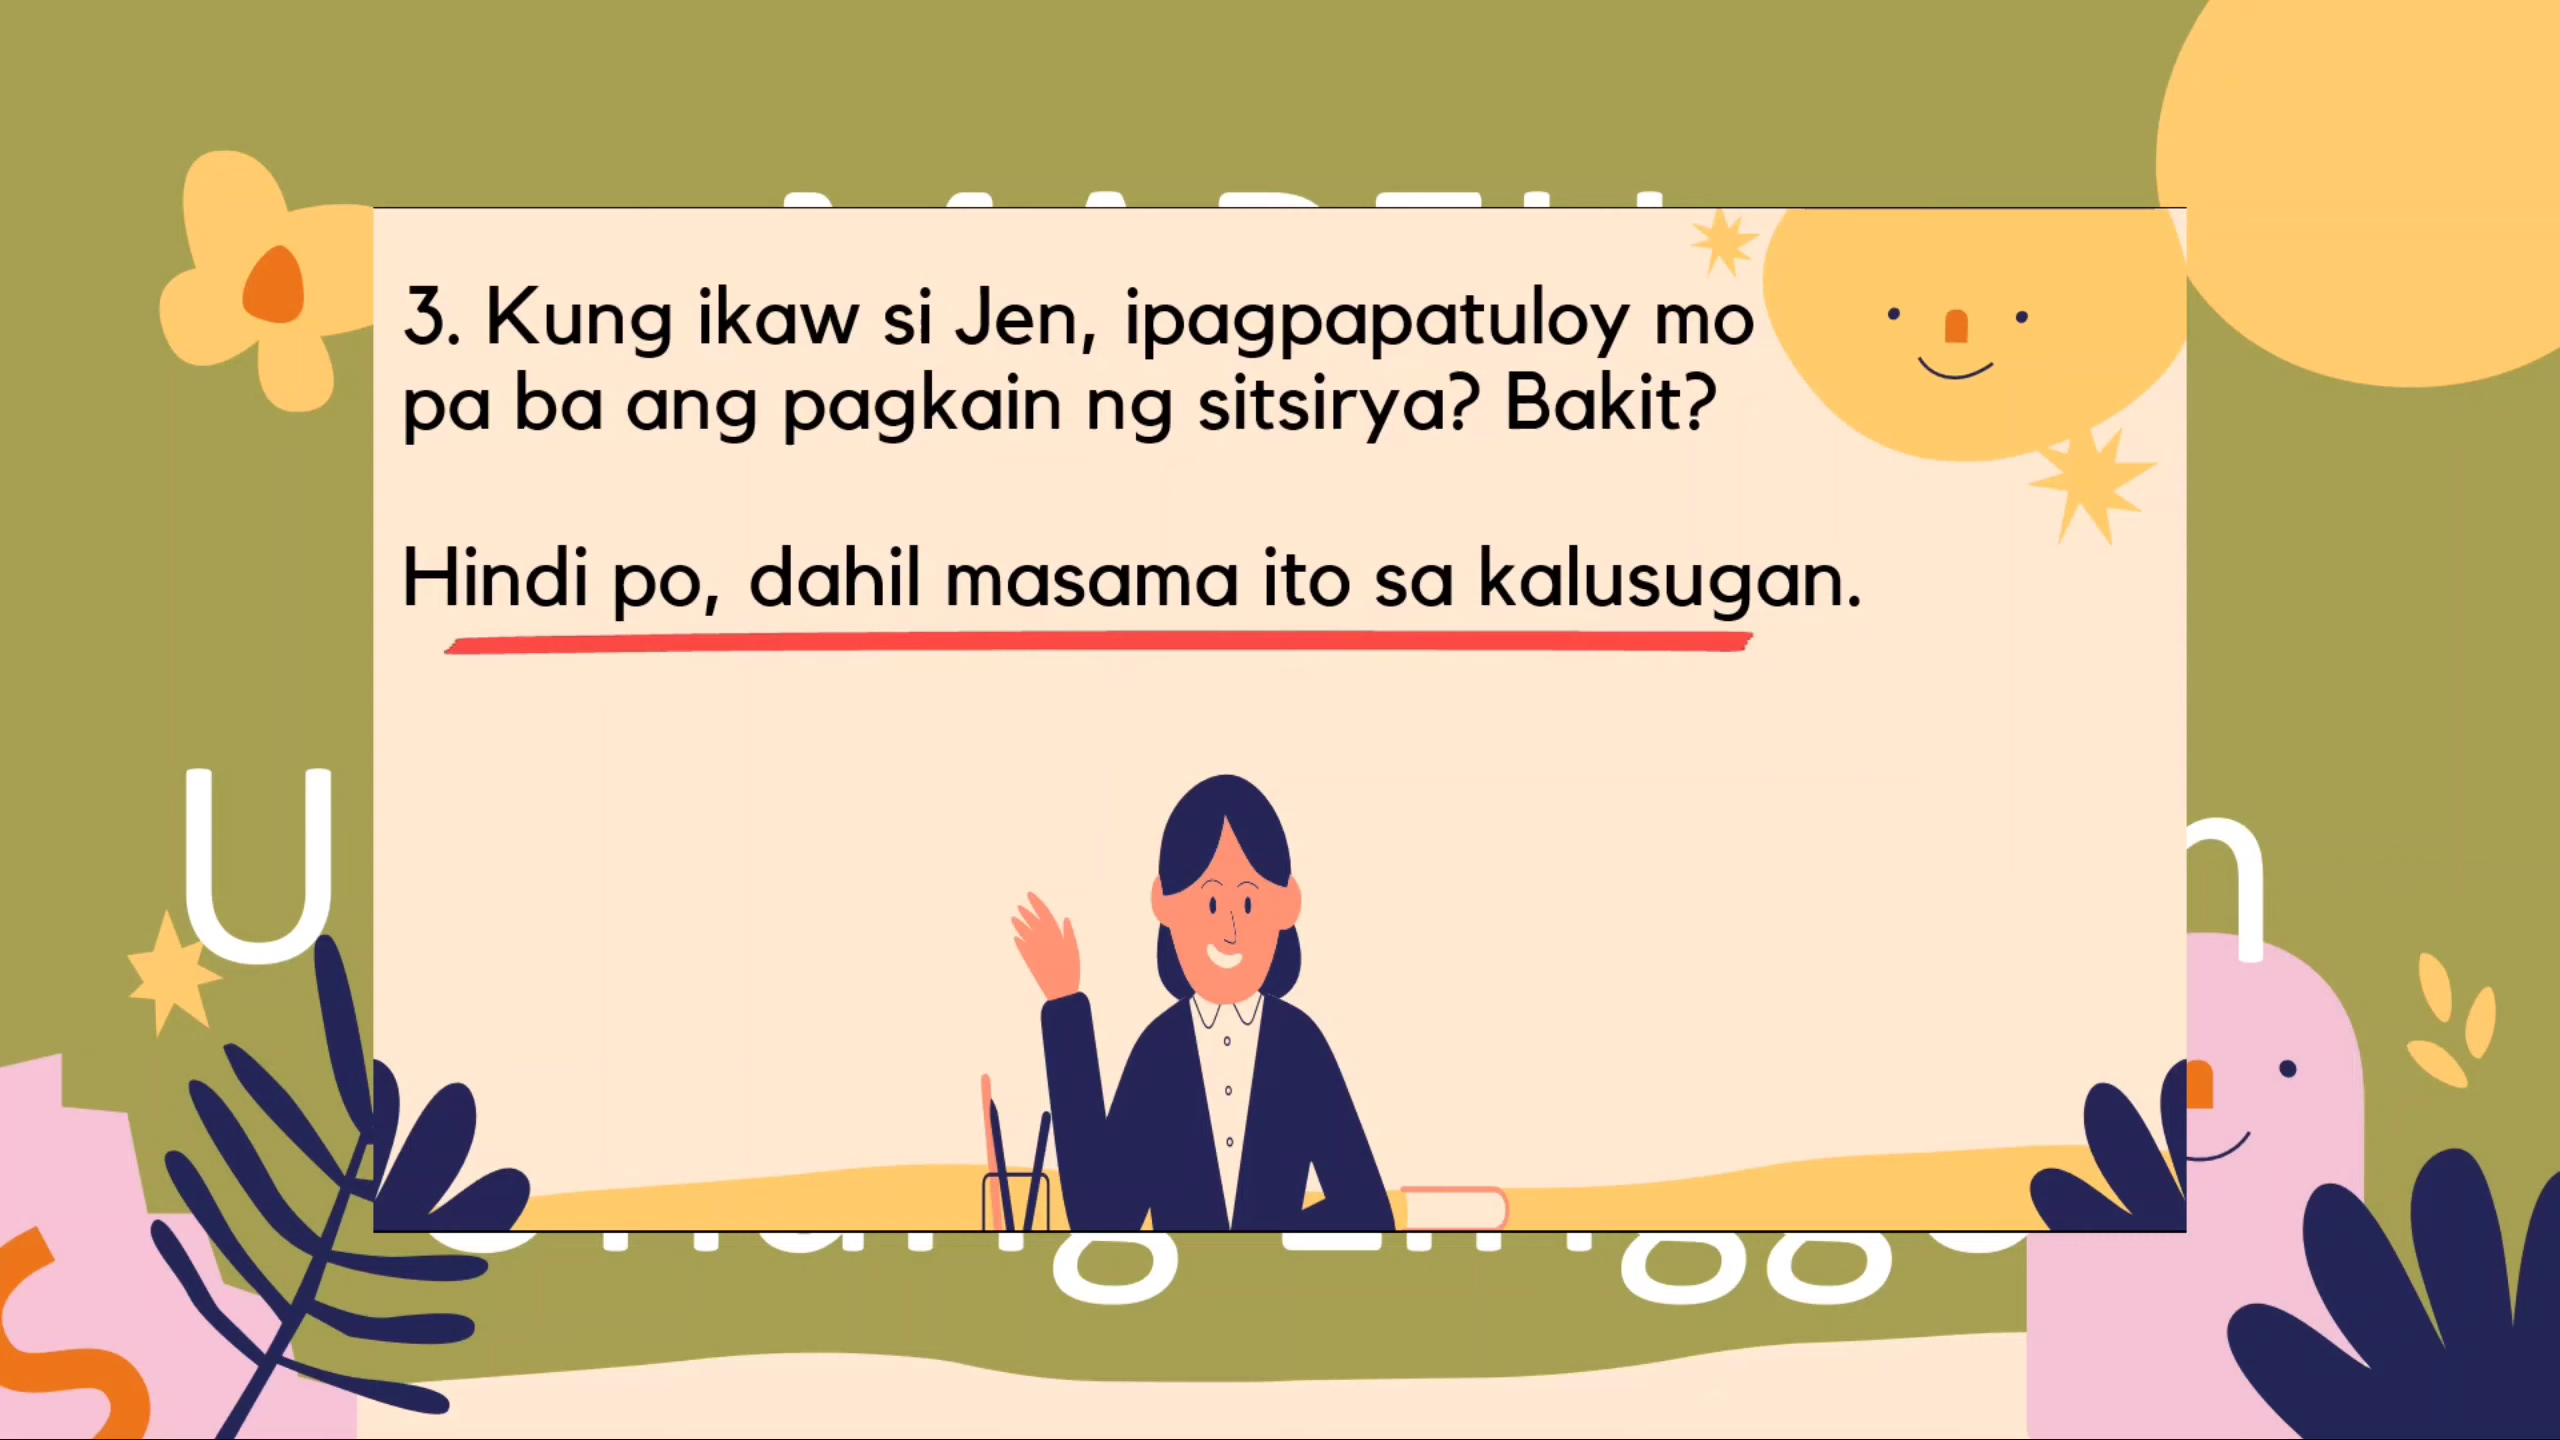 3. Kung ikaw si Jen, ipagpapatuloy mo
pa ba ang pagkain ng sitsirya? Bakit?
Hindi po, dahil masama ito sa kalusugan.